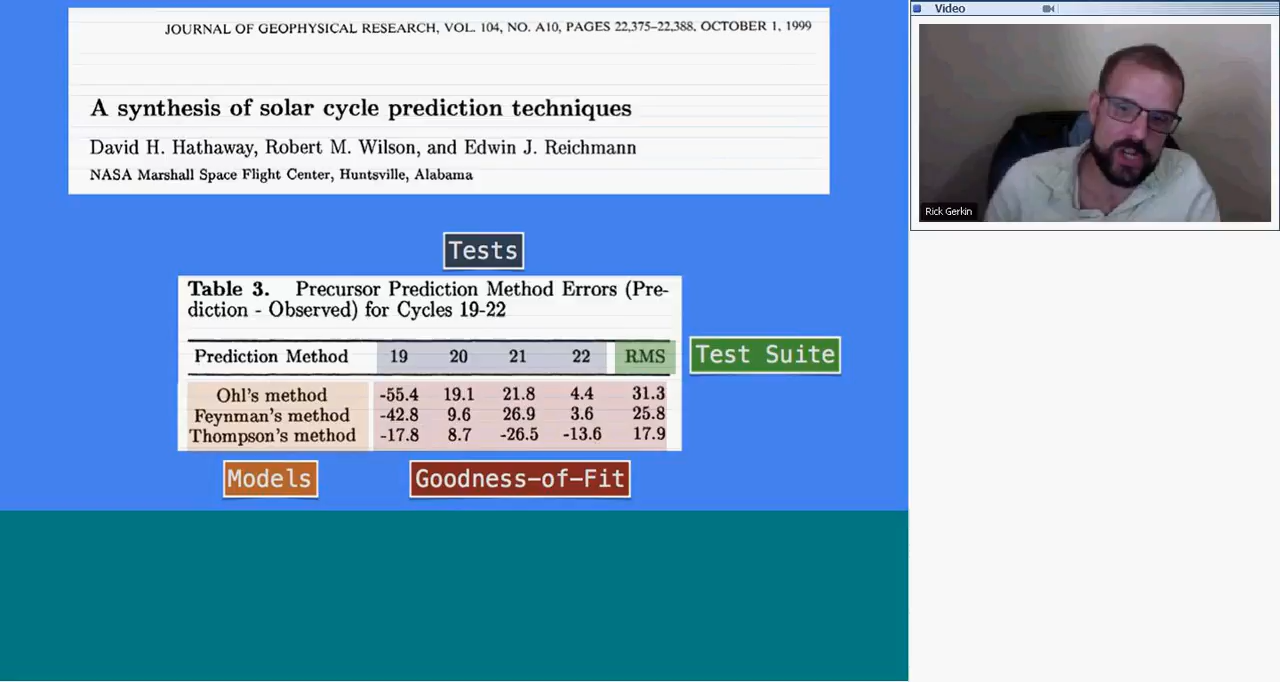 JOURNAL OF GEOPHYSICAL RESEARCH, VOL. 104, NO. A10, PAGES 22,375–22,388, OCTOBER 1, 1999
A synthesis of solar cycle prediction techniques
David H. Hathaway, Robert M. Wilson, and Edwin J. Reichmann
NASA Marshall Space Flight Center, Huntsville, Alabama
Tests
Table 3. Precursor Prediction Method Errors (Pre-
diction - Observed) for Cycles 19-22
Prediction Method 19 20 21 22 RMS
Test Suite
Ohl's method -55.4 19.1 21.8 4.4 31.3
Feynman's method -42.8 9.6 26.9 3.6 25.8
Thompson's method -17.8 8.7 -26.5 -13.6 17.9
Models
Goodness-of-Fit
Video
Rick Gerkin